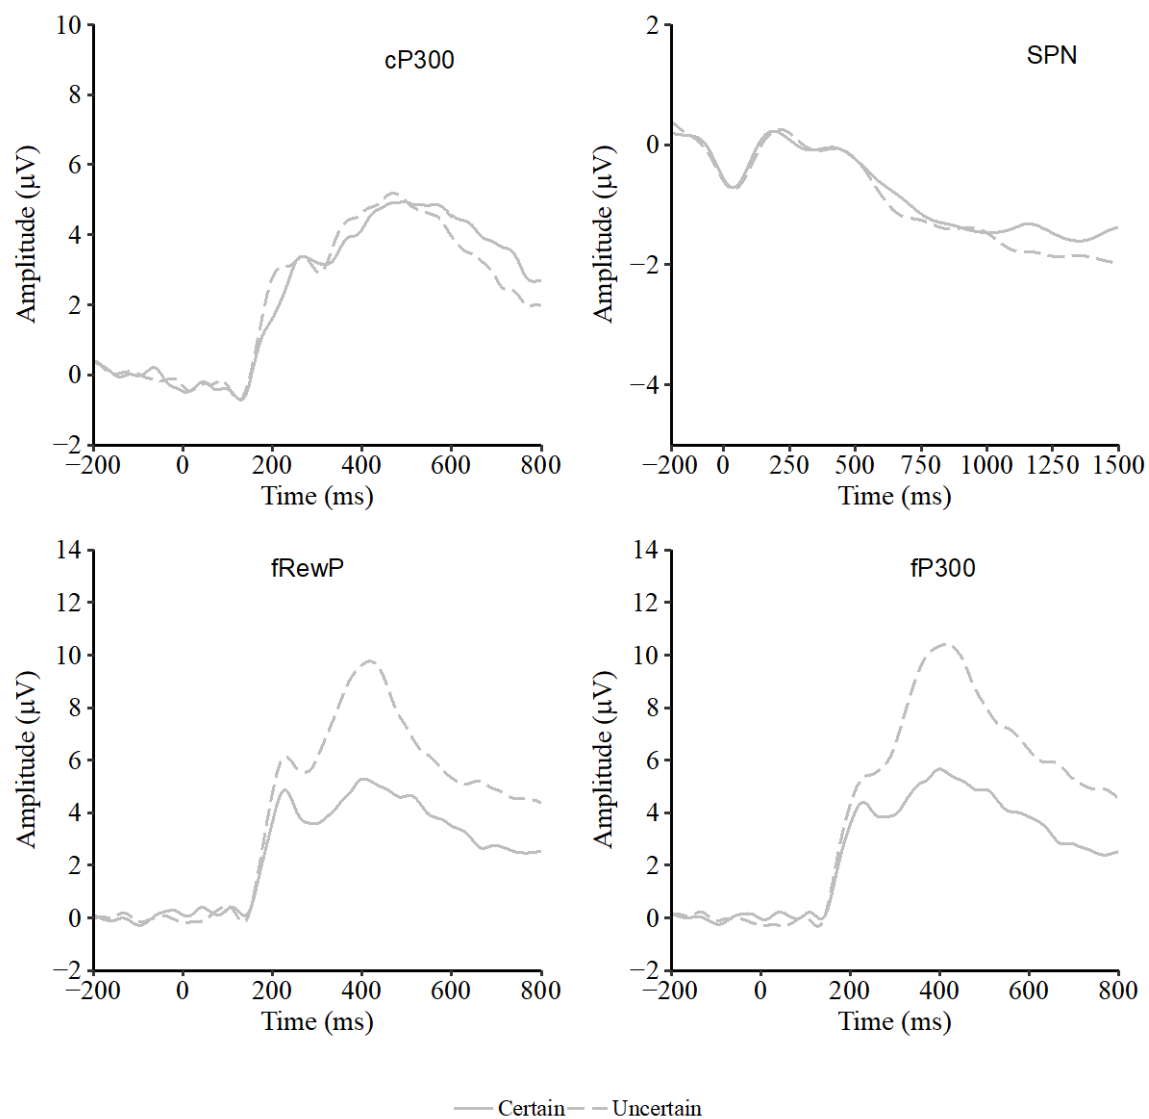 cP300
10
8
6
4
2
0
−2
Amplitude (μV)
−200 0 200 400 600 800
Time (ms)
SPN
2
0
−2
−4
Amplitude (μV)
−200 0 250 500 750 1000 1250 1500
Time (ms)
fRewP
14
12
10
8
6
4
2
0
−2
Amplitude (μV)
−200 0 200 400 600 800
Time (ms)
fP300
14
12
10
8
6
4
2
0
−2
Amplitude (μV)
−200 0 200 400 600 800
Time (ms)
Certain Uncertain